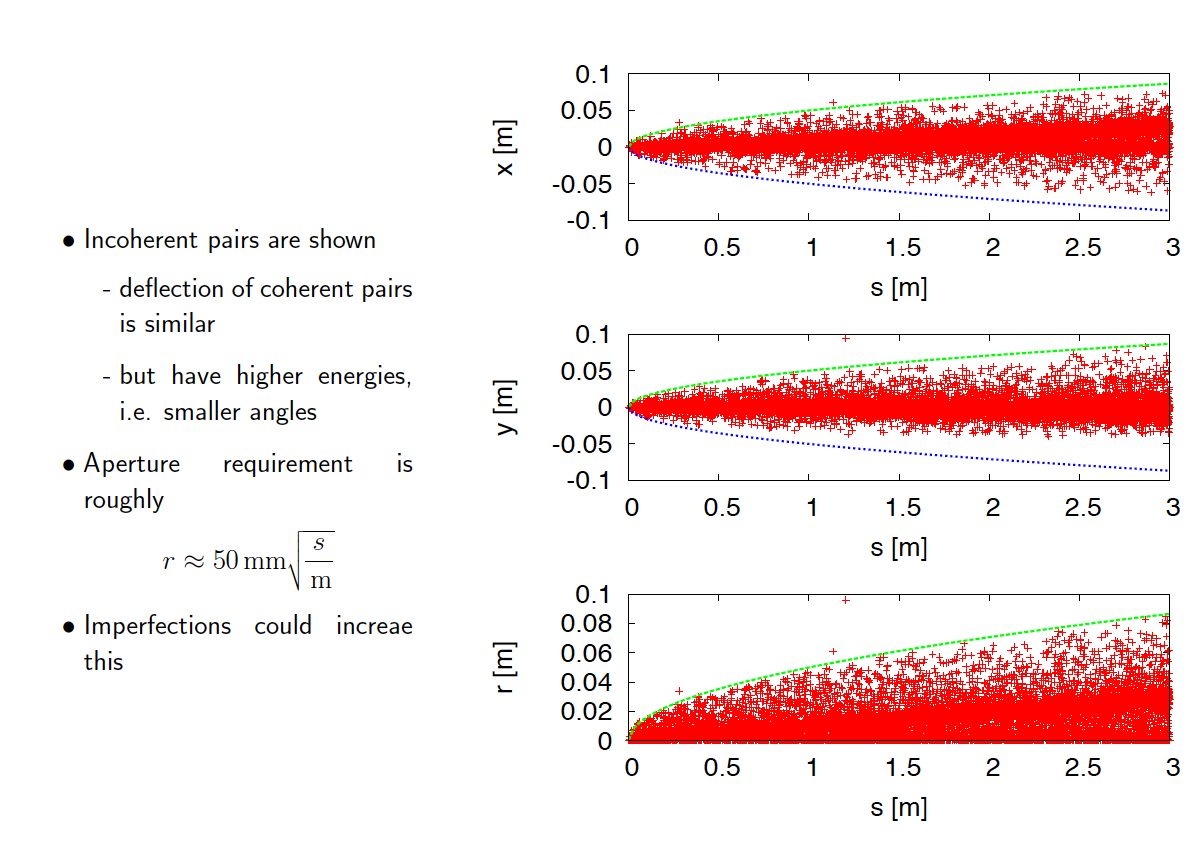 ● Incoherent pairs are shown
- deflection of coherent pairs
is similar
- but have higher energies,
i.e. smaller angles
● Aperture requirement is
roughly
r ≈ 50 mm√(s/m)
● Imperfections could increae
this
0.1
0.05
0
-0.05
-0.1
x [m]
0 0.5 1 1.5 2 2.5 3
s [m]
0.1
0.05
0
-0.05
-0.1
y [m]
0 0.5 1 1.5 2 2.5 3
s [m]
0.1
0.08
0.06
0.04
0.02
0
r [m]
0 0.5 1 1.5 2 2.5 3
s [m]